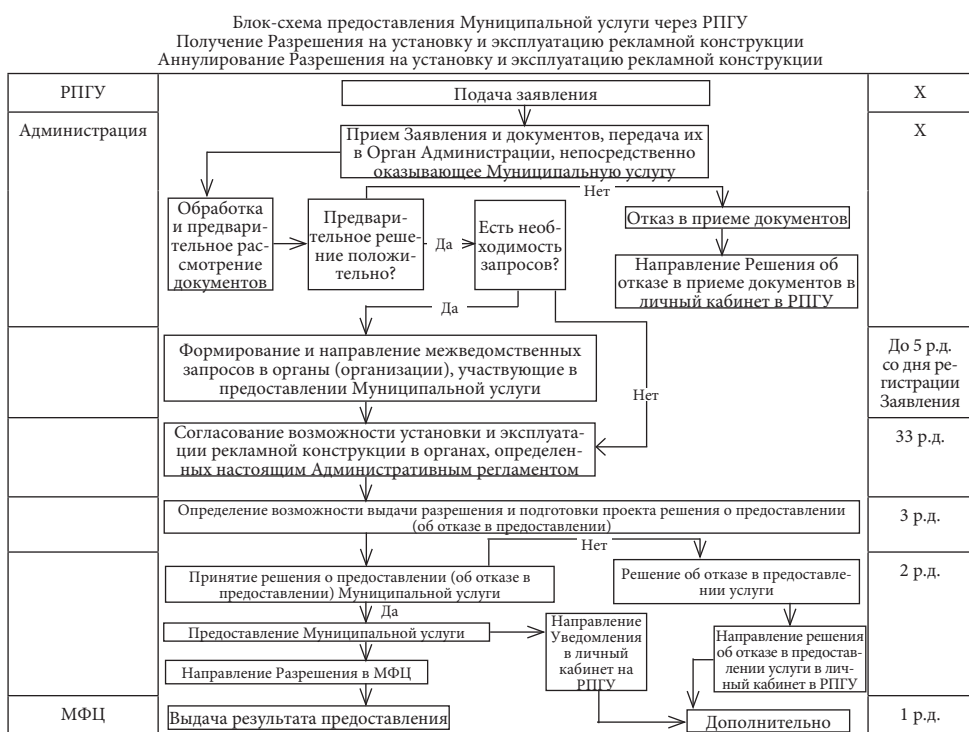 Блок-схема предоставления Муниципальной услуги через РПГУ
Получение Разрешения на установку и эксплуатацию рекламной конструкции
Аннулирование Разрешения на установку и эксплуатацию рекламной конструкции
РПГУ
Подача заявления
X
Администрация
Прием Заявления и документов, передача их
в Орган Администрации, непосредственно
оказывающее Муниципальную услугу
X
Нет
Обработка
и предвари-
тельное рас-
смотрение
документов
Предвари-
тельное реше-
ние положи-
тельно?
Да
Есть необ-
ходимость
запросов?
Отказ в приеме документов
Направление Решения об
отказе в приеме документов в
личный кабинет в РПГУ
Да
Формирование и направление межведомственных
запросов в органы (организации), участвующие в
предоставлении Муниципальной услуги
До 5 р.д.
со дня ре-
гистрации
Заявления
Нет
Согласование возможности установки и эксплуата-
ции рекламной конструкции в органах, определен-
ных настоящим Административным регламентом
33 р.д.
Определение возможности выдачи разрешения и подготовки проекта решения о предоставлении
(об отказе в предоставлении)
3 р.д.
Нет
Принятие решения о предоставлении (об отказе в
предоставлении) Муниципальной услуги
Решение об отказе в предоставле-
нии услуги
2 р.д.
Да
Предоставление Муниципальной услуги
Направление
Уведомления
в личный
кабинет на
РПГУ
Направление решения
об отказе в предостав-
лении услуги в лич-
ный кабинет в РПГУ
Направление Разрешения в МФЦ
МФЦ
Выдача результата предоставления
Дополнительно
1 р.д.